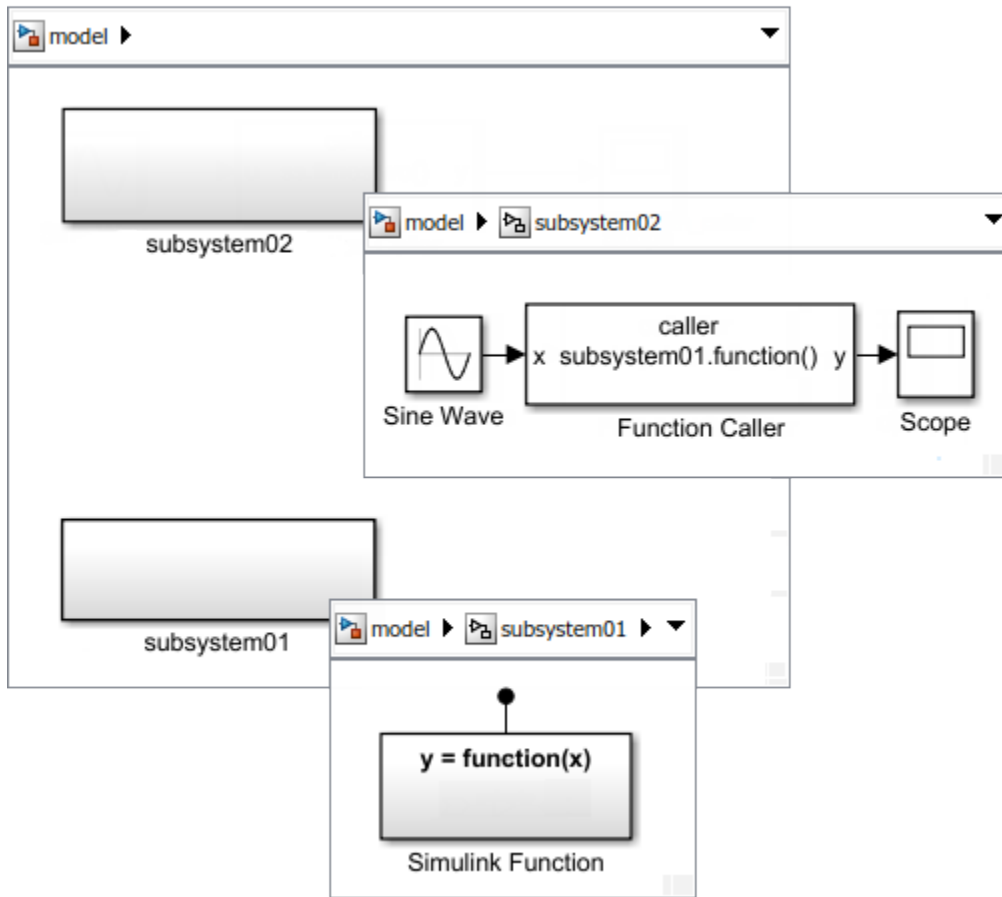 model
subsystem02
model subsystem02
caller
x subsystem01.function() y
Sine Wave
Function Caller
Scope
subsystem01
model subsystem01
y = function(x)
Simulink Function